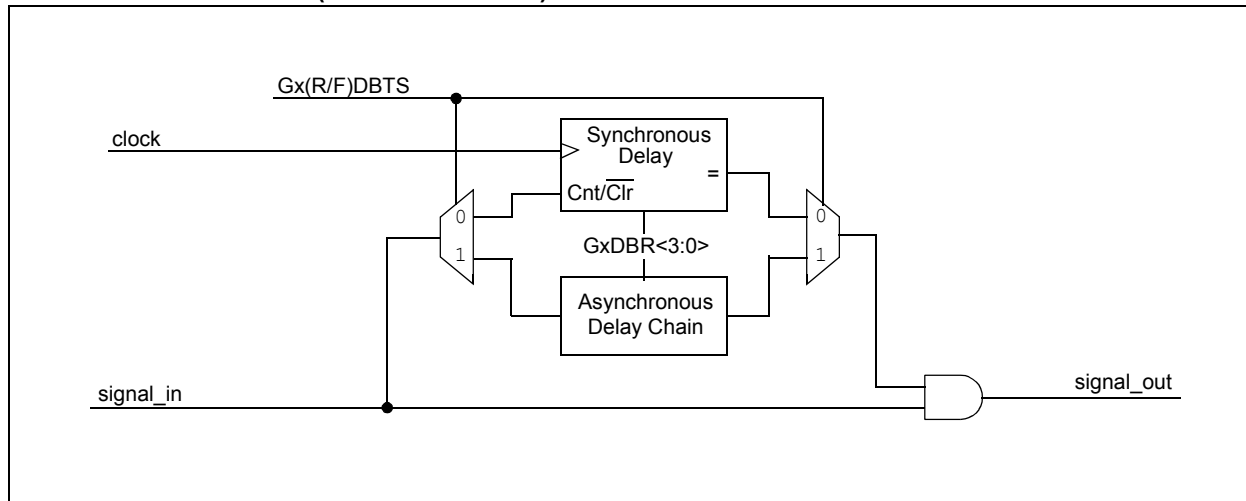 Gx(R/F)DBTS
clock
Synchronous
Delay
=
Cnt/Clr
0
1
0
1
GxDBR<3:0>
Asynchronous
Delay Chain
signal_in
signal_out